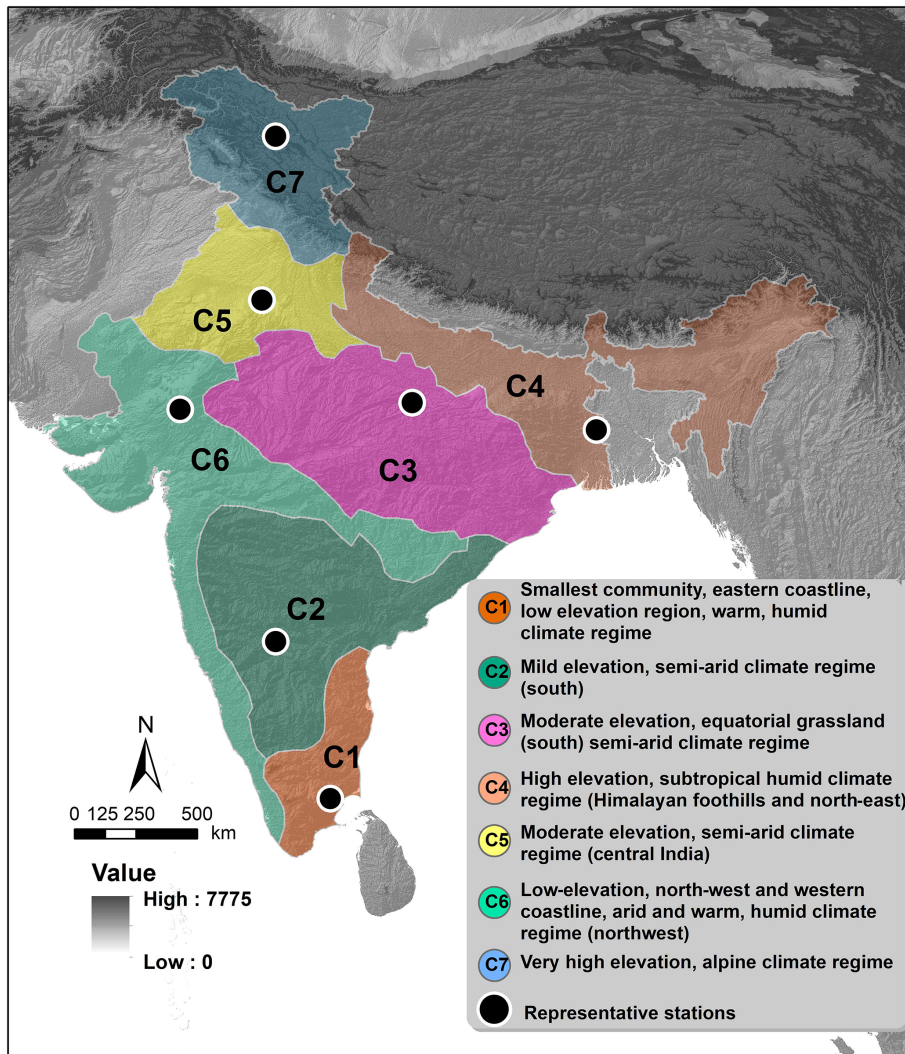 C7
C5
C4
C6
C3
C2
C1
N
0 125 250 500
km
Value
High : 7775
Low : 0
C1 Smallest community, eastern coastline,
low elevation region, warm, humid
climate regime
C2 Mild elevation, semi-arid climate regime
(south)
C3 Moderate elevation, equatorial grassland
(south) semi-arid climate regime
C4 High elevation, subtropical humid climate
regime (Himalayan foothills and north-east)
C5 Moderate elevation, semi-arid climate
regime (central India)
C6 Low-elevation, north-west and western
coastline, arid and warm, humid climate
regime (northwest)
C7 Very high elevation, alpine climate regime
Representative stations